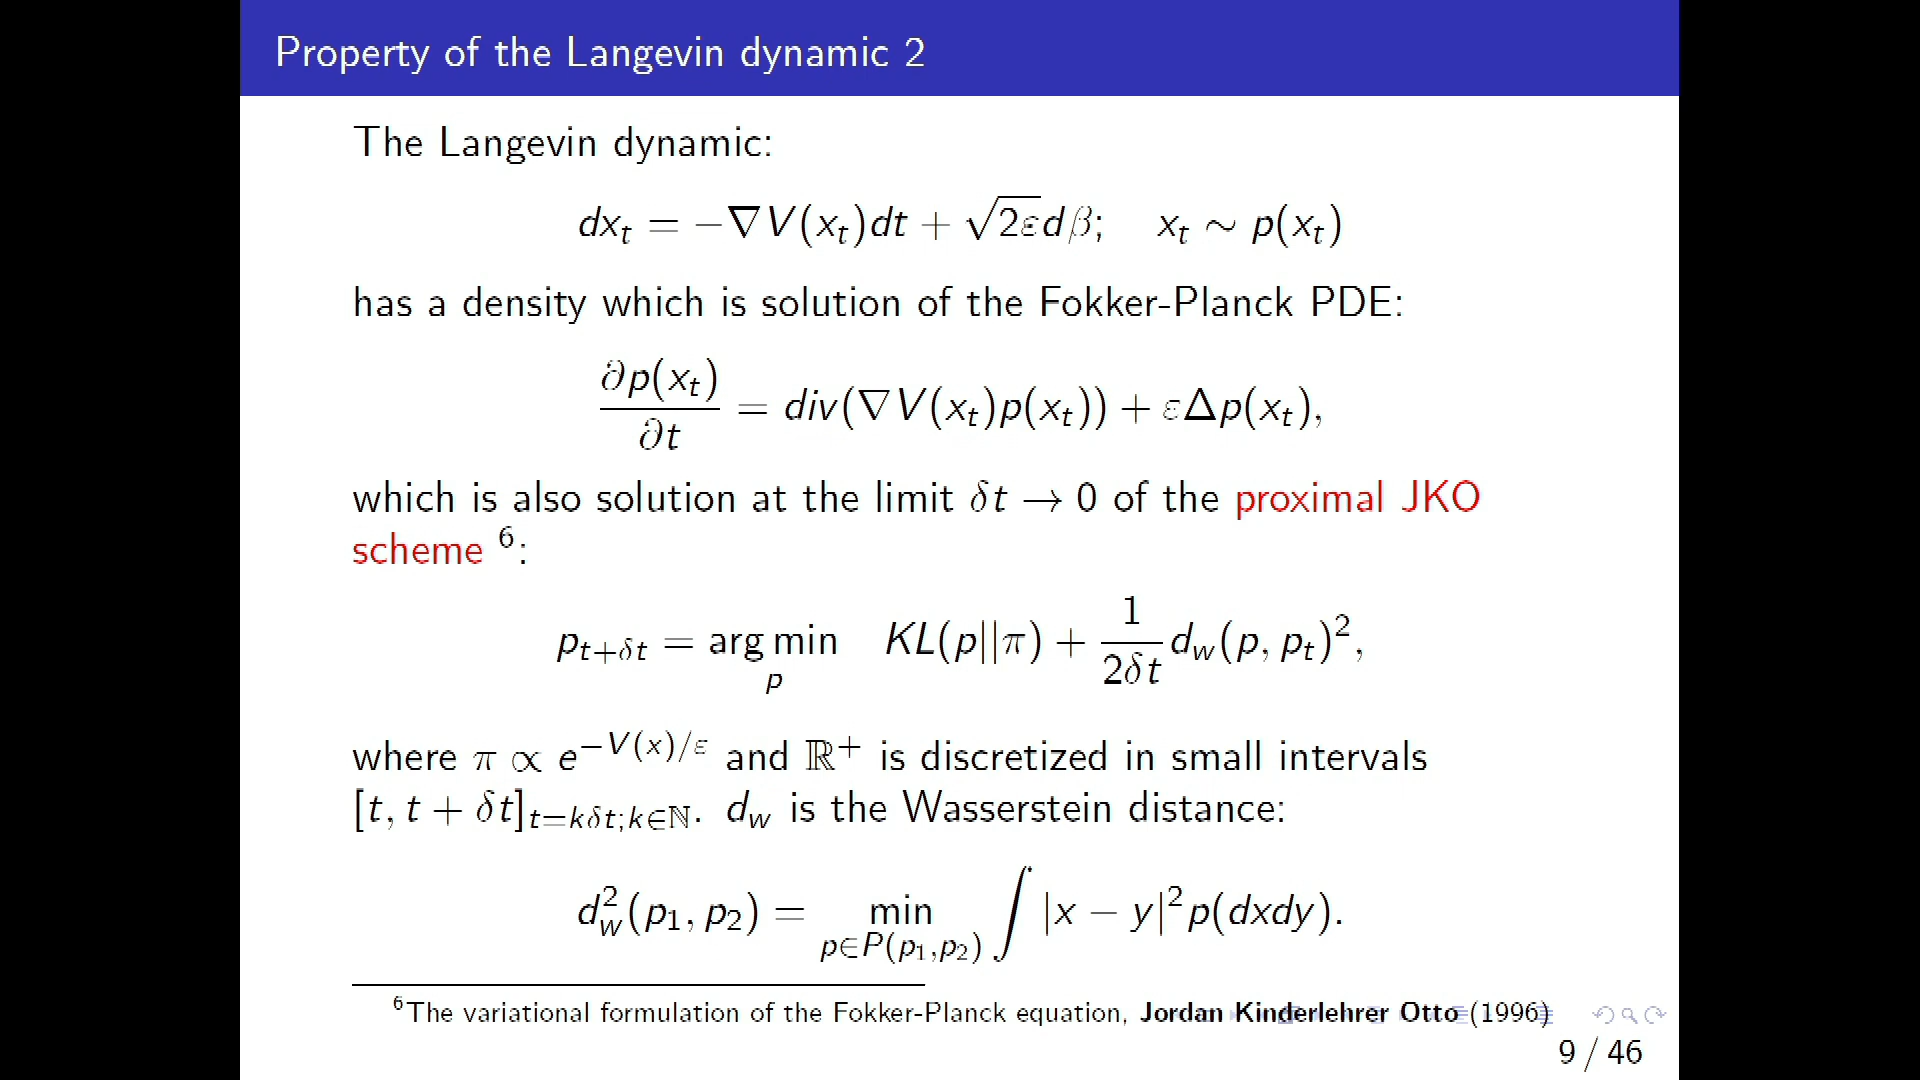 Property of the Langevin dynamic 2
The Langevin dynamic:
dx_t = −∇V(x_t)dt + √(2ε)dβ;   x_t ∼ p(x_t)
has a density which is solution of the Fokker-Planck PDE:
∂p(x_t)/∂t = div(∇V(x_t)p(x_t)) + εΔp(x_t),
which is also solution at the limit δt → 0 of the proximal JKO
scheme ⁶:
p_{t+δt} = arg min_p KL(p||π) + 1/(2δt) d_w(p, p_t)²,
where π ∝ e^{−V(x)/ε} and ℝ⁺ is discretized in small intervals
[t, t + δt]_{t=kδt;k∈ℕ}. d_w is the Wasserstein distance:
d_w²(p₁, p₂) = min_{p∈P(p₁,p₂)} ∫ |x − y|² p(dxdy).
⁶The variational formulation of the Fokker-Planck equation, Jordan Kinderlehrer Otto (1996)
9 / 46